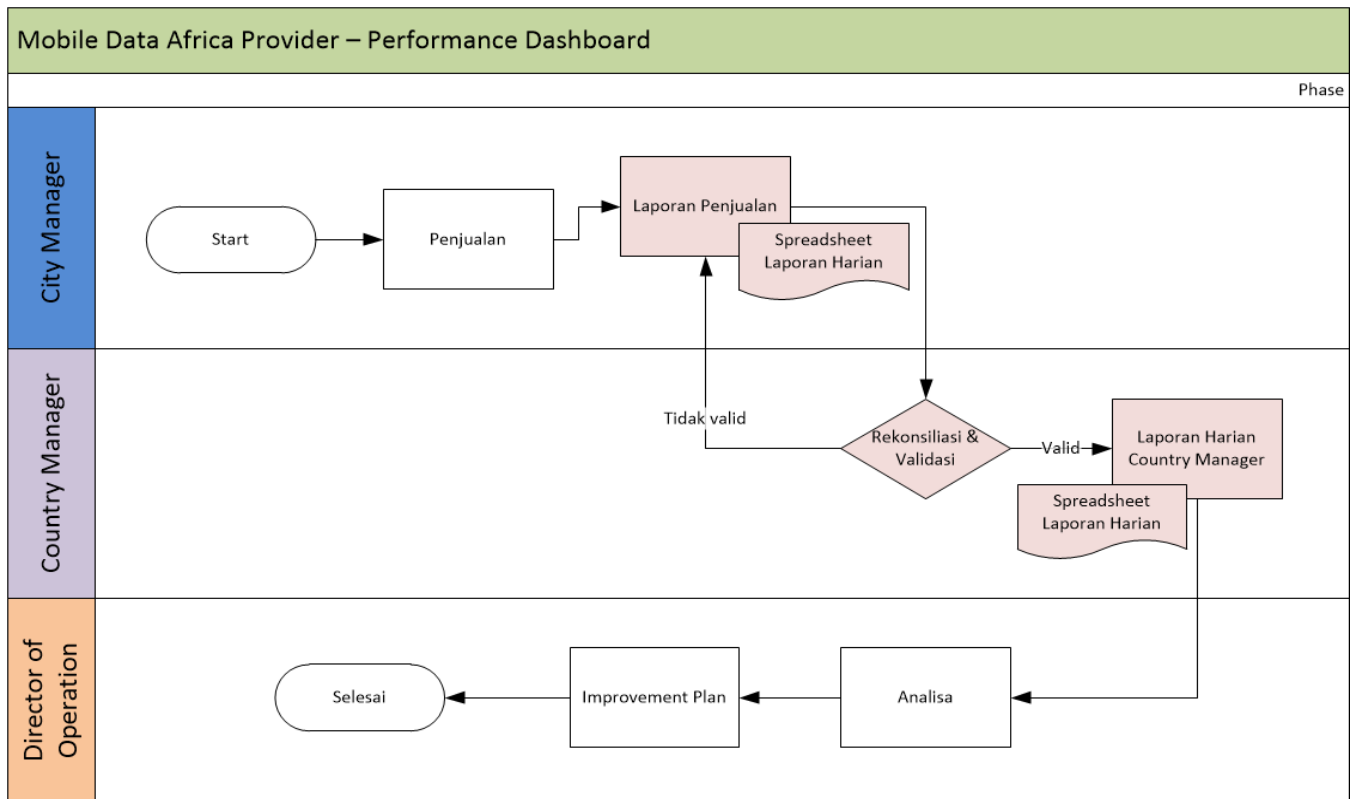 Mobile Data Africa Provider – Performance Dashboard
Phase
City Manager
Start
Penjualan
Laporan Penjualan
Spreadsheet
Laporan Harian
Country Manager
Tidak valid
Rekonsiliasi &
Validasi
Valid
Laporan Harian
Country Manager
Spreadsheet
Laporan Harian
Director of
Operation
Selesai
Improvement Plan
Analisa